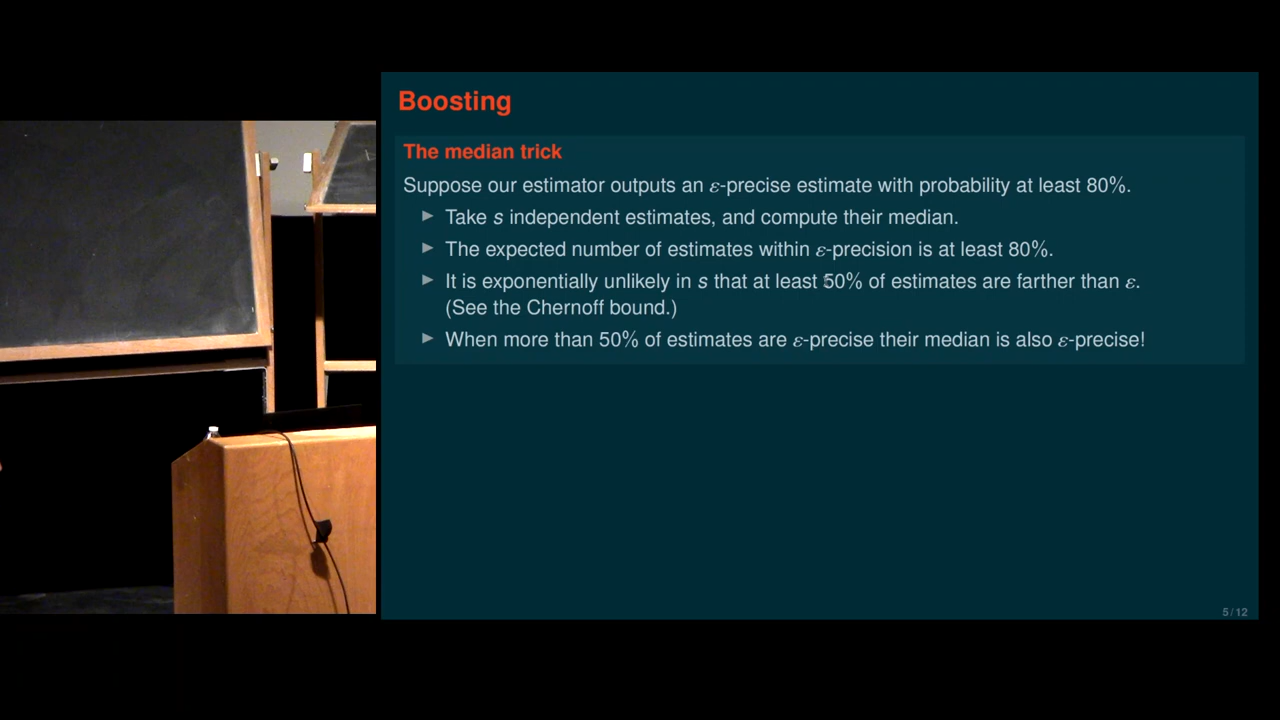 Boosting
The median trick
Suppose our estimator outputs an ε-precise estimate with probability at least 80%.
► Take s independent estimates, and compute their median.
► The expected number of estimates within ε-precision is at least 80%.
► It is exponentially unlikely in s that at least 50% of estimates are farther than ε.
(See the Chernoff bound.)
► When more than 50% of estimates are ε-precise their median is also ε-precise!
5 / 12